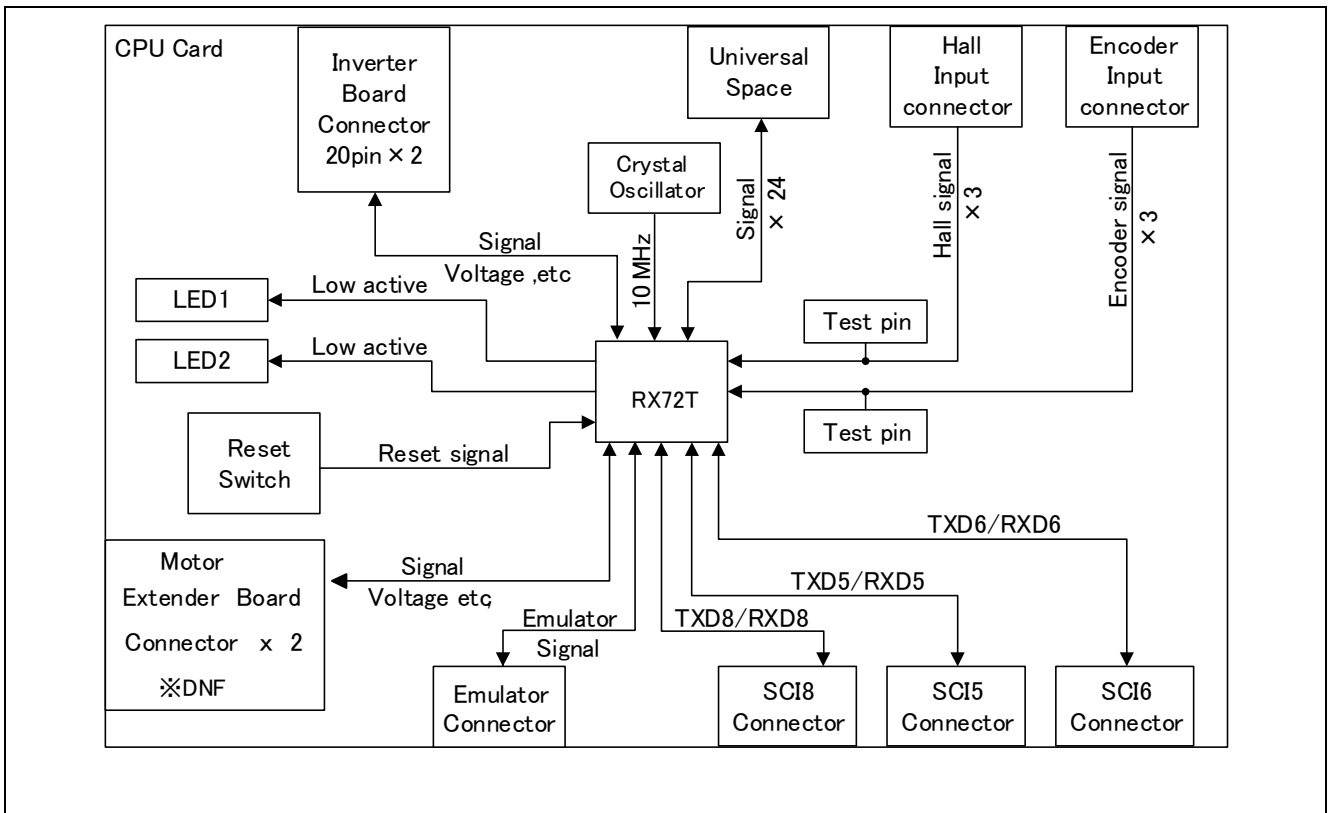 CPU Card
Inverter
Board
Connector
20pin × 2
Universal
Space
Hall
Input
connector
Encoder
Input
connector
Crystal
Oscillator
Signal
× 24
Hall signal
× 3
Encoder signal
× 3
Signal
Voltage ,etc
10 MHz
LED1
Low active
Test pin
LED2
Low active
RX72T
Test pin
Reset
Switch
Reset signal
TXD6/RXD6
Motor
Extender Board
Connector x 2
※DNF
Signal
Voltage etc,
TXD5/RXD5
Emulator
Signal
TXD8/RXD8
Emulator
Connector
SCI8
Connector
SCI5
Connector
SCI6
Connector